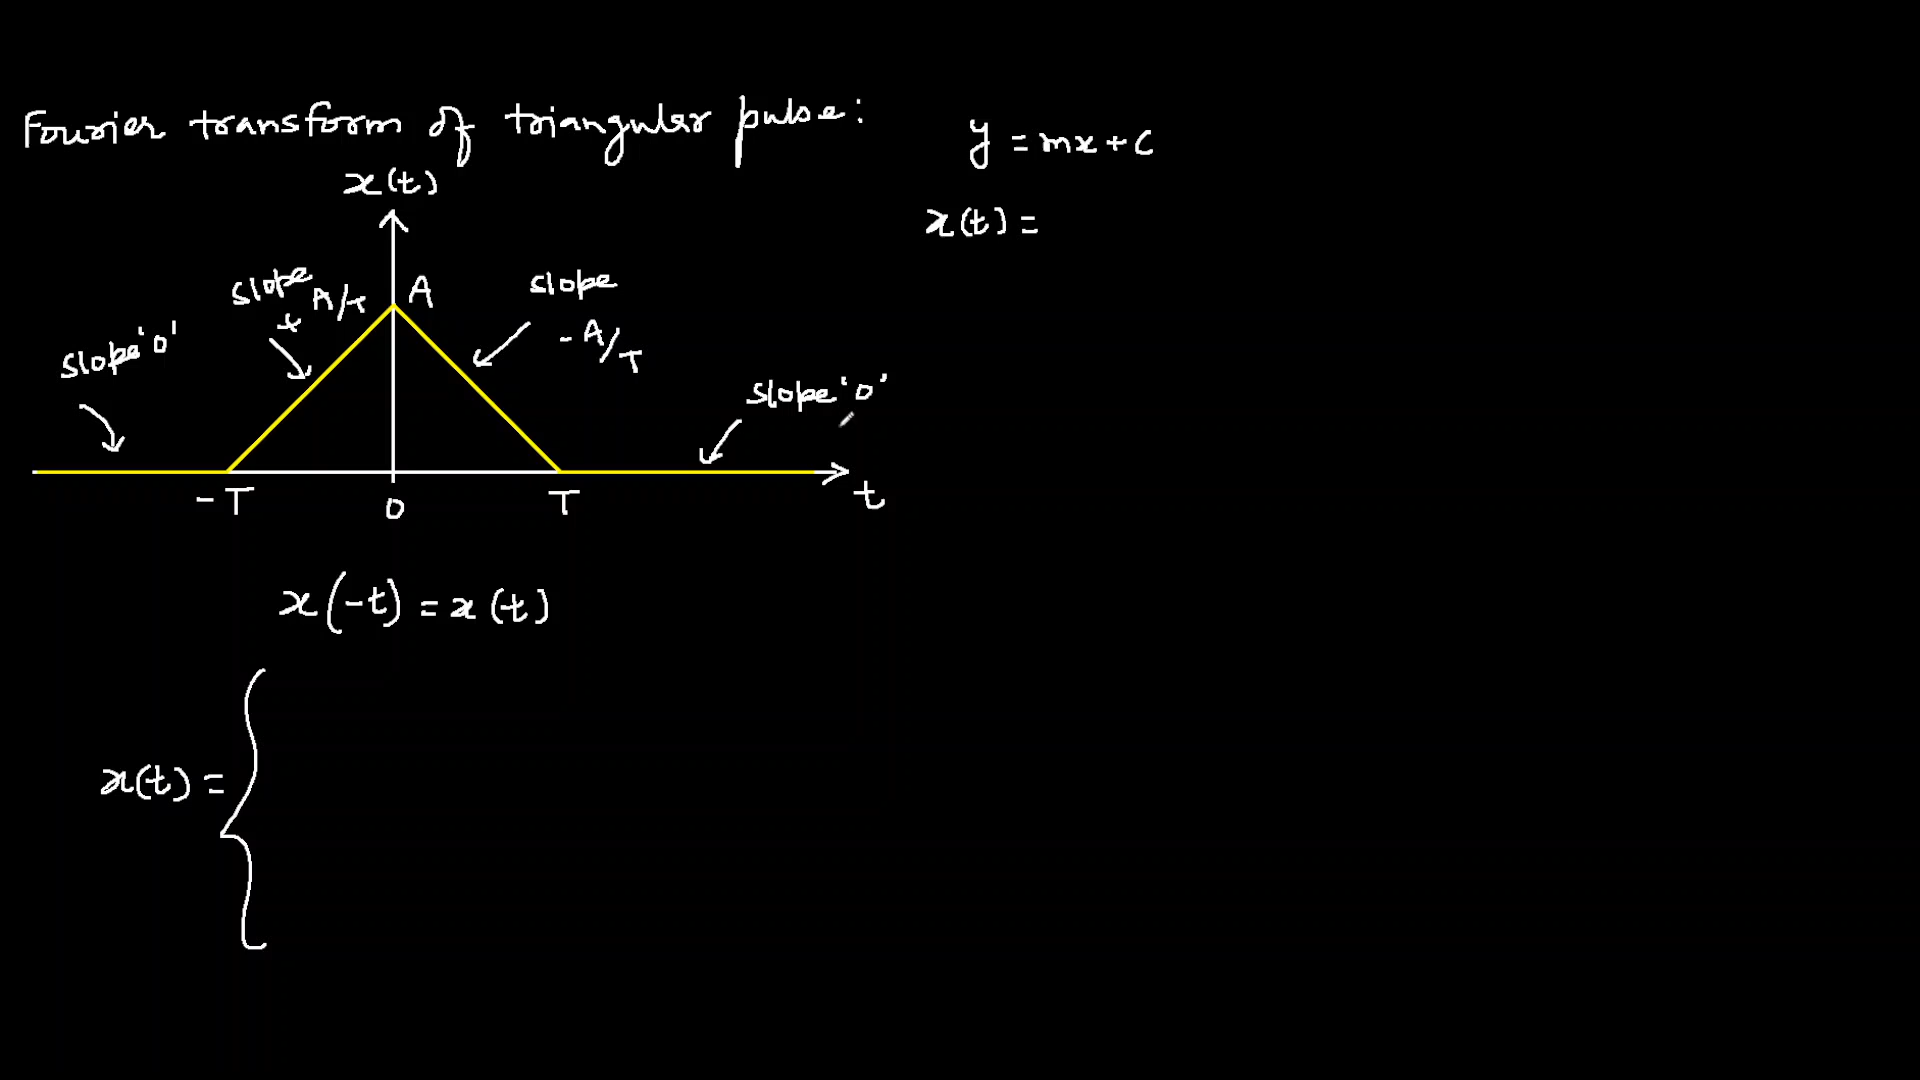 Fourier transform of triangular pulse:
x(t)
slope '0'
slope + A/T
A
slope - A/T
slope '0'
-T
0
T
t
x(-t) = x(t)
x(t) = {
y = mx + c
x(t) =